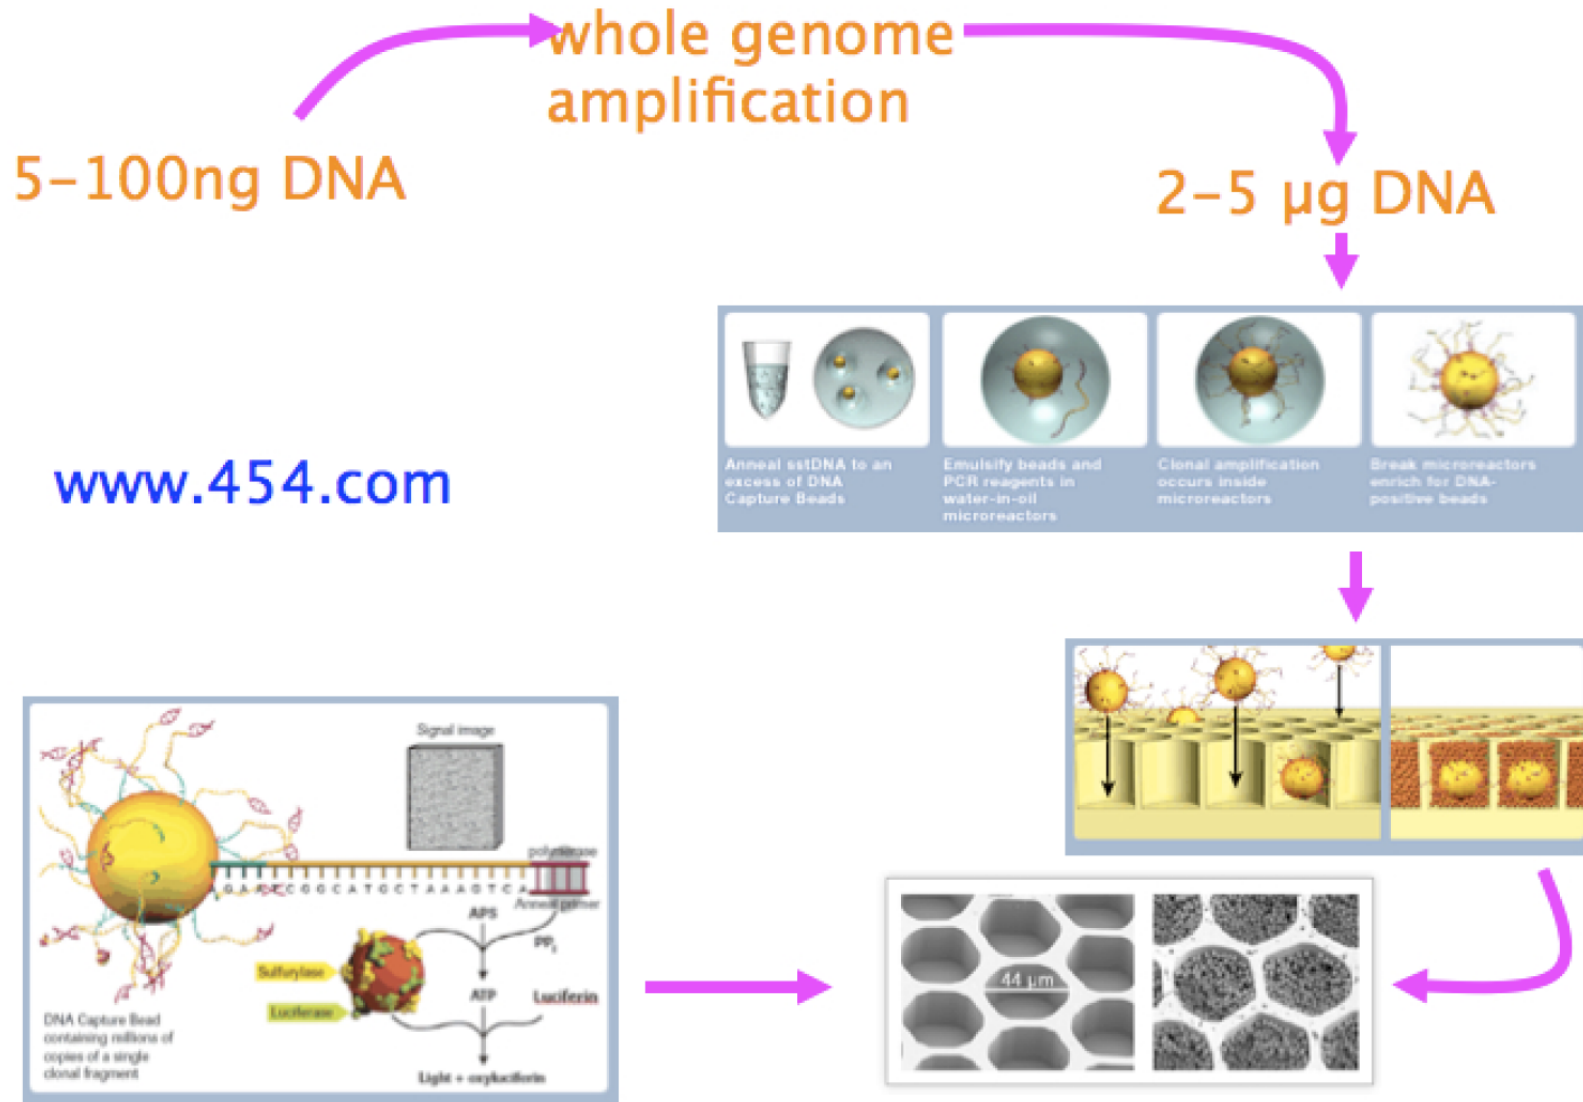 whole genome
amplification
5-100ng DNA
2-5 µg DNA
Anneal sstDNA to an
excess of DNA
Capture Beads
Emulsify beads and
PCR reagents in
water-in-oil
microreactors
Clonal amplification
occurs inside
microreactors
Break microreactors
enrich for DNA-
positive beads
www.454.com
Signal image
polymerase
A G A A T C G G C A T G C T A A A G T C A
Anneal primer
APS
PPi
Sulfurylase
ATP
Luciferin
Luciferase
DNA Capture Bead
containing millions of
copies of a single
clonal fragment
Light + oxyluciferin
44 µm